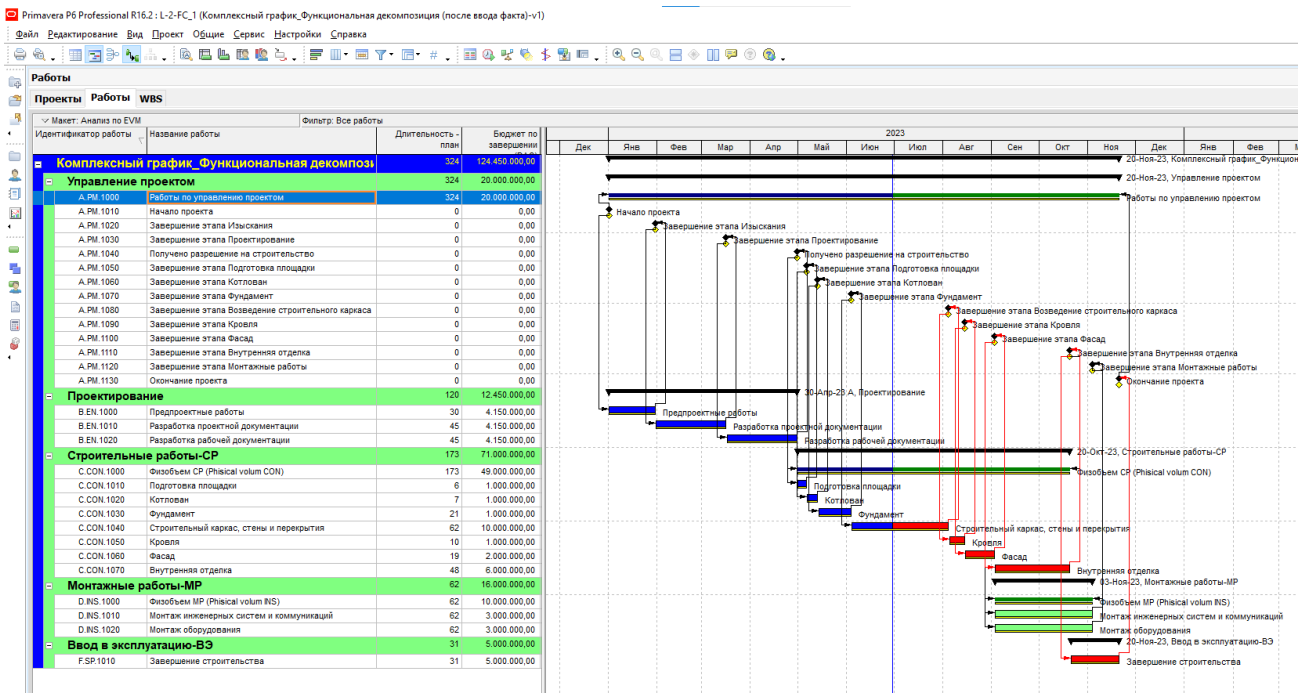 Primavera P6 Professional R16.2 : L-2-FC_1 (Комплексный график_Функциональная декомпозиция (после ввода факта)-v1)
Файл Редактирование Вид Проект Общие Сервис Настройки Справка
Работы
Проекты Работы WBS
Макет: Анализ по EVM Фильтр: Все работы
Идентификатор работы Название работы Длительность - план Бюджет по завершении 2023
Дек Янв Фев Мар Апр Май Июн Июл Авг Сен Окт Ноя Дек Янв Фев
Комплексный график_Функциональная декомпози 324 124.450.000,00 20-Ноя-23, Комплексный график_Функцион
Управление проектом 324 20.000.000,00 20-Ноя-23, Управление проектом
A.PM.1000 Работы по управлению проектом 324 20.000.000,00 Работы по управлению проектом
A.PM.1010 Начало проекта 0 0,00 Начало проекта
A.PM.1020 Завершение этапа Изыскания 0 0,00 Завершение этапа Изыскания
A.PM.1030 Завершение этапа Проектирование 0 0,00 Завершение этапа Проектирование
A.PM.1040 Получено разрешение на строительство 0 0,00 Получено разрешение на строительство
A.PM.1050 Завершение этапа Подготовка площадки 0 0,00 Завершение этапа Подготовка площадки
A.PM.1060 Завершение этапа Котлован 0 0,00 Завершение этапа Котлован
A.PM.1070 Завершение этапа Фундамент 0 0,00 Завершение этапа Фундамент
A.PM.1080 Завершение этапа Возведение строительного каркаса 0 0,00 Завершение этапа Возведение строительного каркаса
A.PM.1090 Завершение этапа Кровля 0 0,00 Завершение этапа Кровля
A.PM.1100 Завершение этапа Фасад 0 0,00 Завершение этапа Фасад
A.PM.1110 Завершение этапа Внутренняя отделка 0 0,00 Завершение этапа Внутренняя отделка
A.PM.1120 Завершение этапа Монтажные работы 0 0,00 Завершение этапа Монтажные работы
A.PM.1130 Окончание проекта 0 0,00 Окончание проекта
Проектирование 120 12.450.000,00 30-Апр-23 A, Проектирование
B.EN.1000 Предпроектные работы 30 4.150.000,00 Предпроектные работы
B.EN.1010 Разработка проектной документации 45 4.150.000,00 Разработка проектной документации
B.EN.1020 Разработка рабочей документации 45 4.150.000,00 Разработка рабочей документации
Строительные работы-СР 173 71.000.000,00 20-Окт-23, Строительные работы-СР
C.CON.1000 Физобъем СР (Phisical volum CON) 173 49.000.000,00 Физобъем СР (Phisical volum CON)
C.CON.1010 Подготовка площадки 6 1.000.000,00 Подготовка площадки
C.CON.1020 Котлован 7 1.000.000,00 Котлован
C.CON.1030 Фундамент 21 1.000.000,00 Фундамент
C.CON.1040 Строительный каркас, стены и перекрытия 62 10.000.000,00 Строительный каркас, стены и перекрытия
C.CON.1050 Кровля 10 1.000.000,00 Кровля
C.CON.1060 Фасад 19 2.000.000,00 Фасад
C.CON.1070 Внутренняя отделка 48 6.000.000,00 Внутренняя отделка
Монтажные работы-МР 62 16.000.000,00 03-Ноя-23, Монтажные работы-МР
D.INS.1000 Физобъем МР (Phisical volum INS) 62 10.000.000,00 Физобъем МР (Phisical volum INS)
D.INS.1010 Монтаж инженерных систем и коммуникаций 62 3.000.000,00 Монтаж инженерных систем и коммуникаций
D.INS.1020 Монтаж оборудования 62 3.000.000,00 Монтаж оборудования
Ввод в эксплуатацию-ВЭ 31 5.000.000,00 20-Ноя-23, Ввод в эксплуатацию-ВЭ
F.SP.1010 Завершение строительства 31 5.000.000,00 Завершение строительства